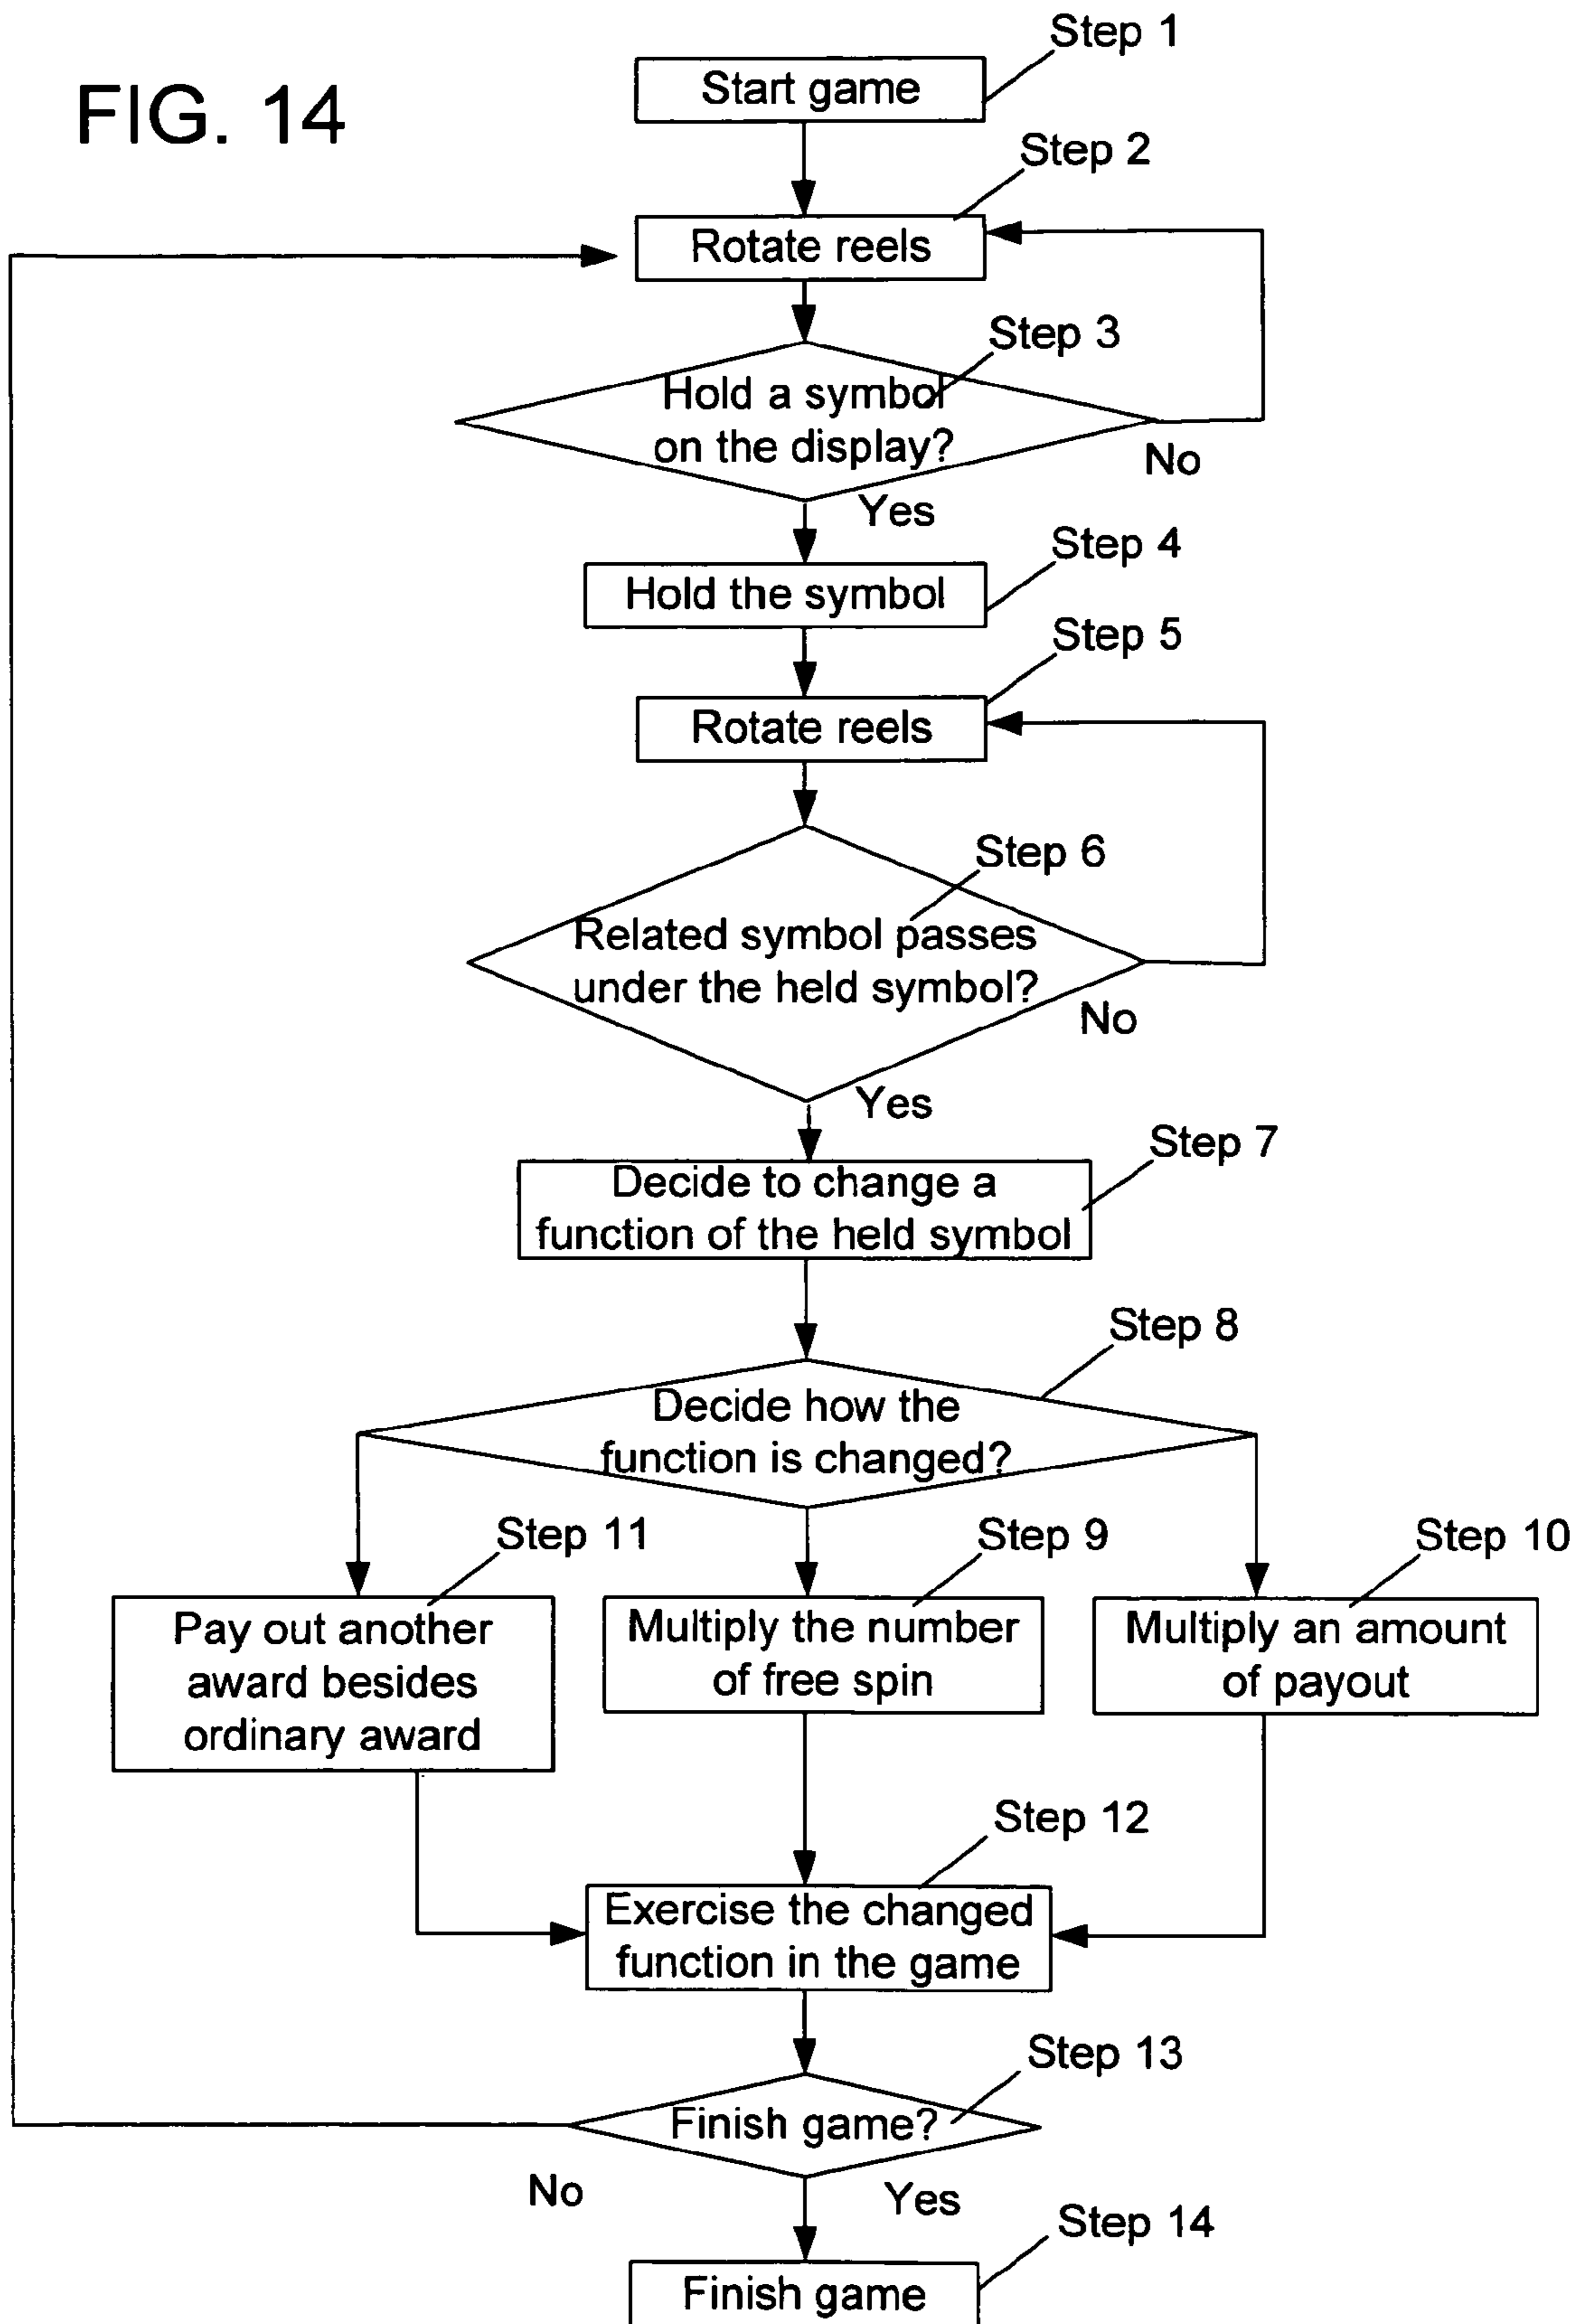 FIG. 14
Step 1
Start game
Step 2
Rotate reels
Step 3
Hold a symbol
on the display?
No
Yes
Step 4
Hold the symbol
Step 5
Rotate reels
Step 6
Related symbol passes
under the held symbol?
No
Yes
Step 7
Decide to change a
function of the held symbol
Step 8
Decide how the
function is changed?
Step 11
Pay out another
award besides
ordinary award
Step 9
Multiply the number
of free spin
Step 10
Multiply an amount
of payout
Step 12
Exercise the changed
function in the game
Step 13
Finish game?
No
Yes
Step 14
Finish game